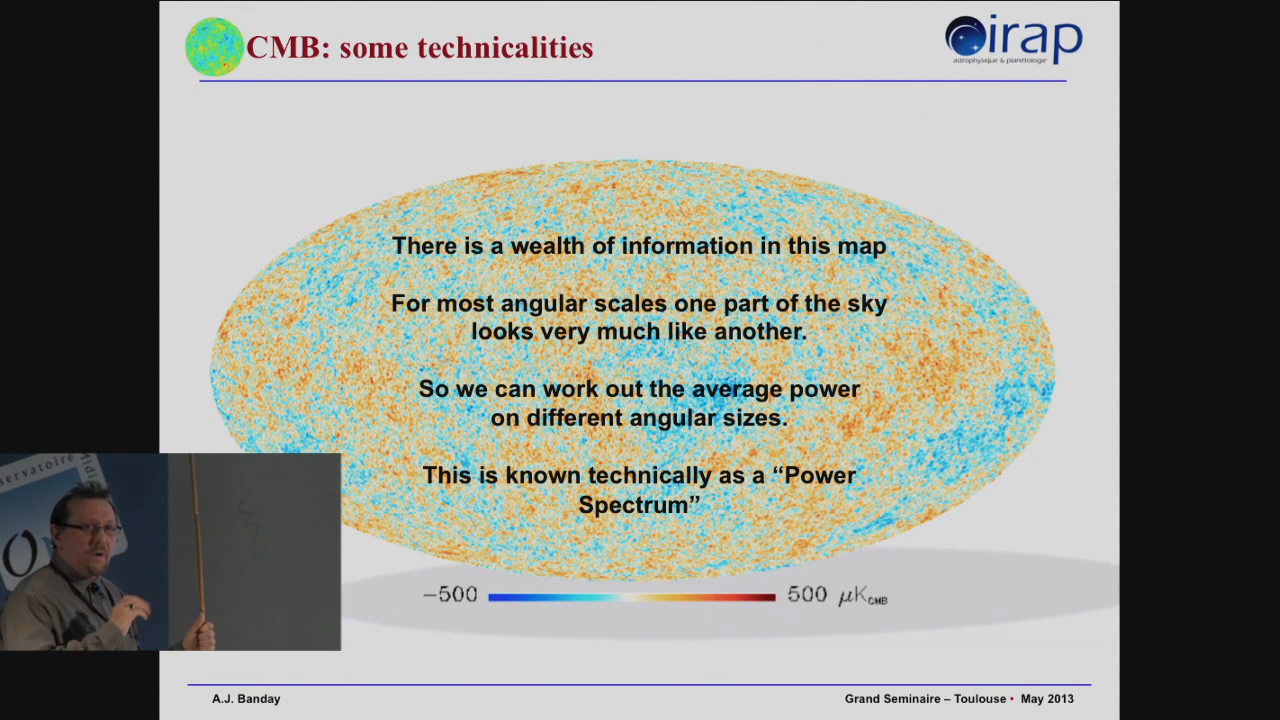 CMB: some technicalities
irap
astrophysique & planétologie
There is a wealth of information in this map
For most angular scales one part of the sky
looks very much like another.
So we can work out the average power
on different angular sizes.
This is known technically as a “Power
Spectrum”
−500
500 μK_CMB
servatoire Midi
A.J. Banday
Grand Seminaire – Toulouse • May 2013